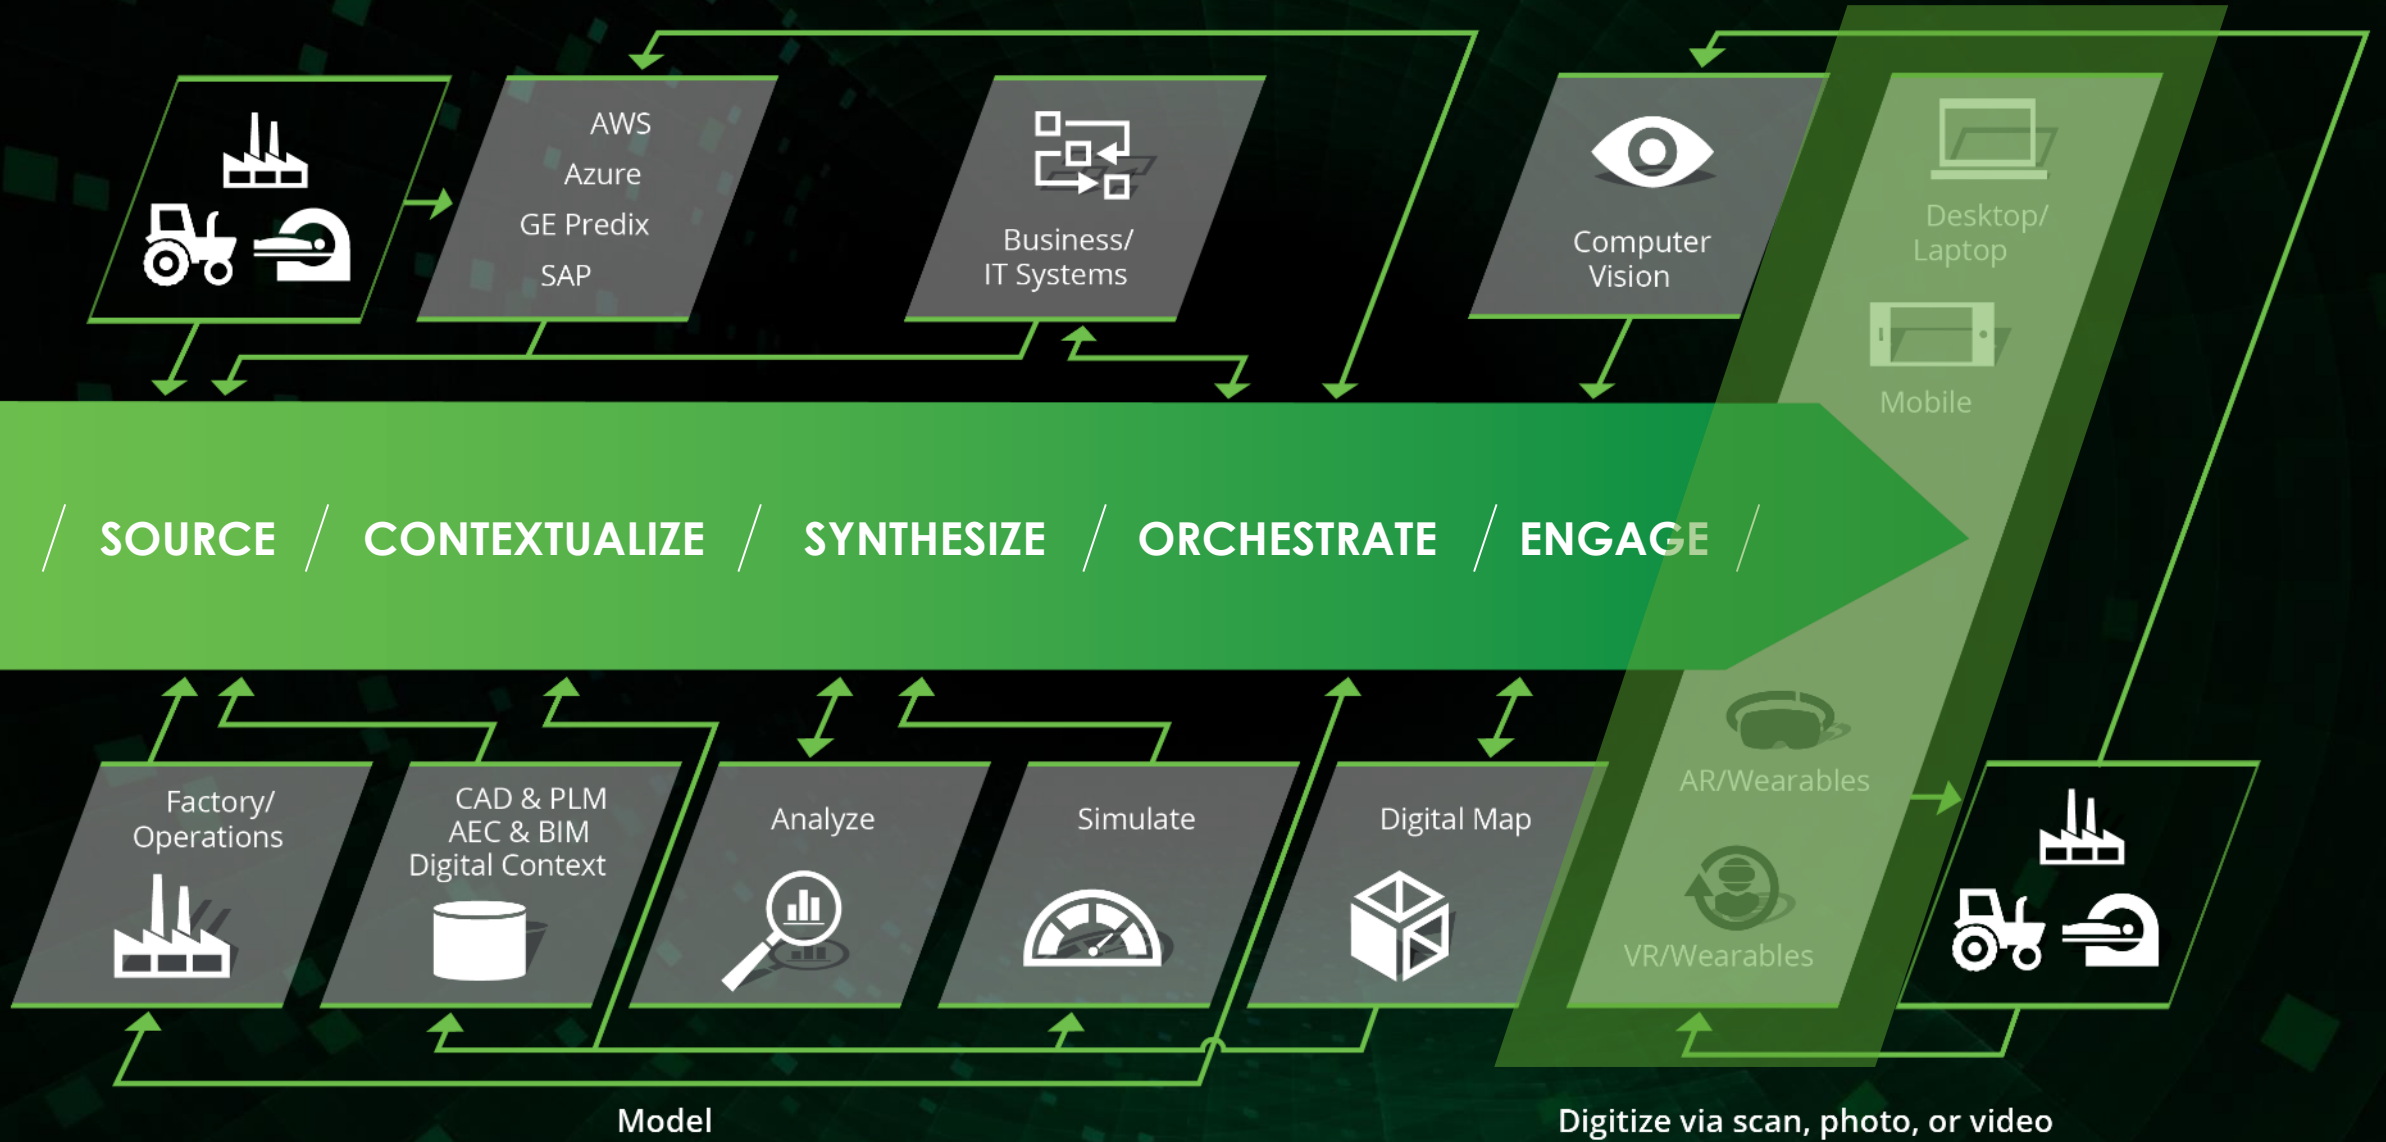 AWS
Azure
GE Predix
SAP
Business/
IT Systems
Computer
Vision
Desktop/
Laptop
Mobile
SOURCE
CONTEXTUALIZE
SYNTHESIZE
ORCHESTRATE
ENGAGE
Factory/
Operations
CAD & PLM
AEC & BIM
Digital Context
Analyze
Simulate
Digital Map
AR/Wearables
VR/Wearables
Model
Digitize via scan, photo, or video